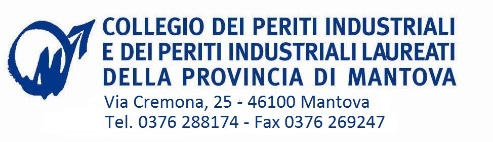 COLLEGIO DEI PERITI INDUSTRIALI
E DEI PERITI INDUSTRIALI LAUREATI
DELLA PROVINCIA DI MANTOVA
Via Cremona, 25 - 46100 Mantova
Tel. 0376 288174 - Fax 0376 269247